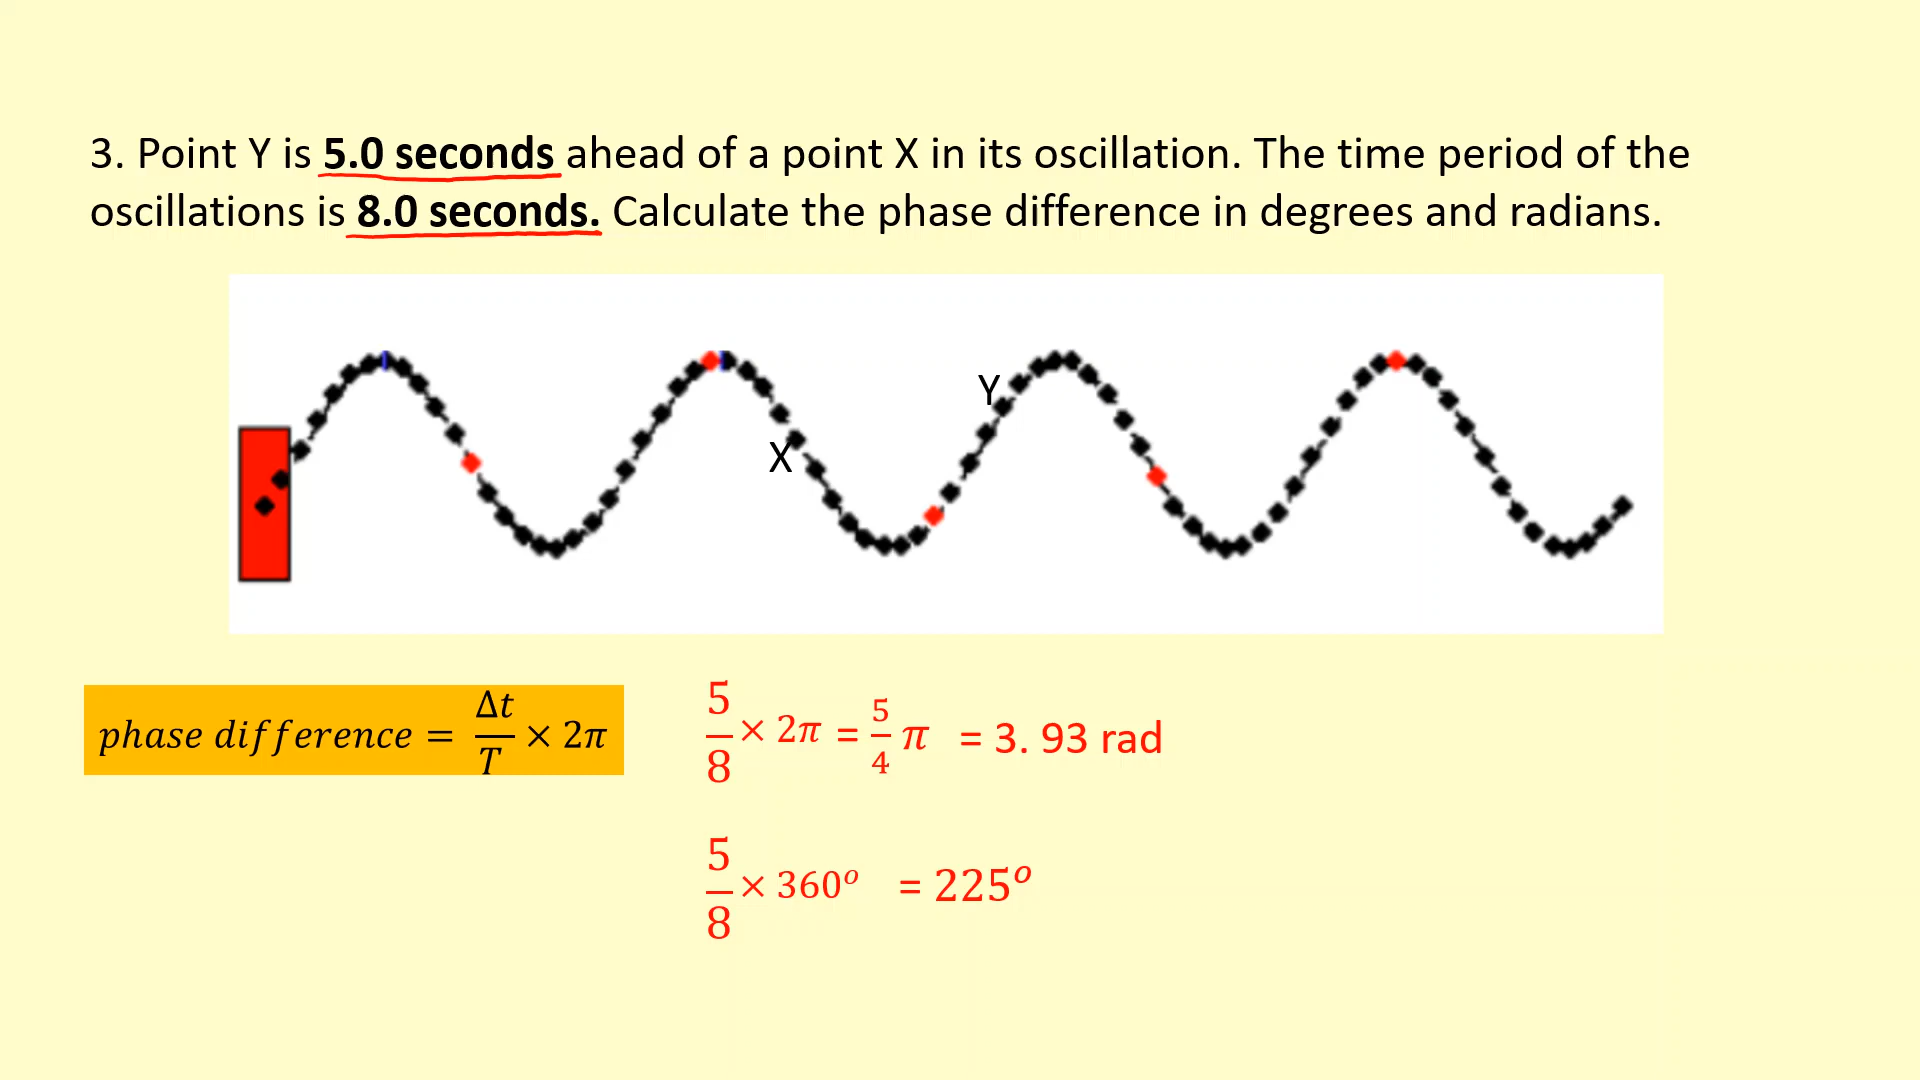 3. Point Y is 5.0 seconds ahead of a point X in its oscillation. The time period of the
oscillations is 8.0 seconds. Calculate the phase difference in degrees and radians.
Y
X
phase difference = Δt/T × 2π
5/8 × 2π = 5/4 π = 3. 93 rad
5/8 × 360° = 225°